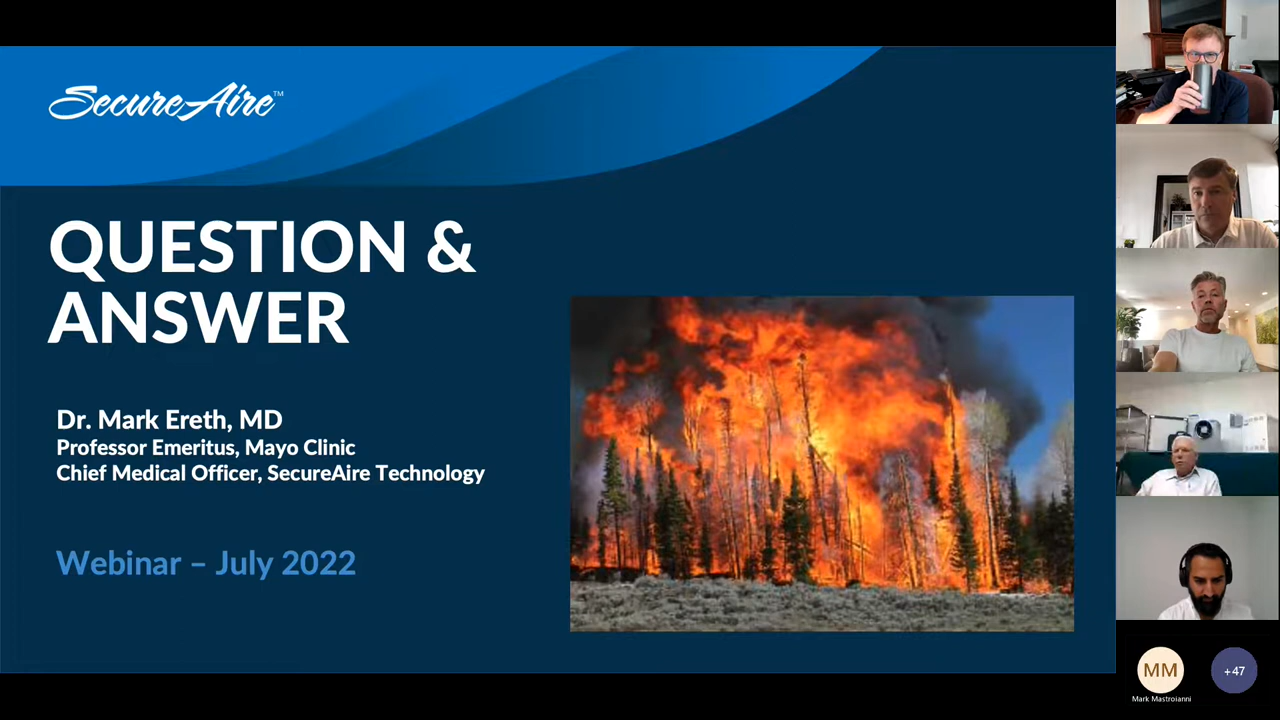 SecureAire™
QUESTION &
ANSWER
Dr. Mark Ereth, MD
Professor Emeritus, Mayo Clinic
Chief Medical Officer, SecureAire Technology
Webinar – July 2022
MM
Mark Mastroianni
+47